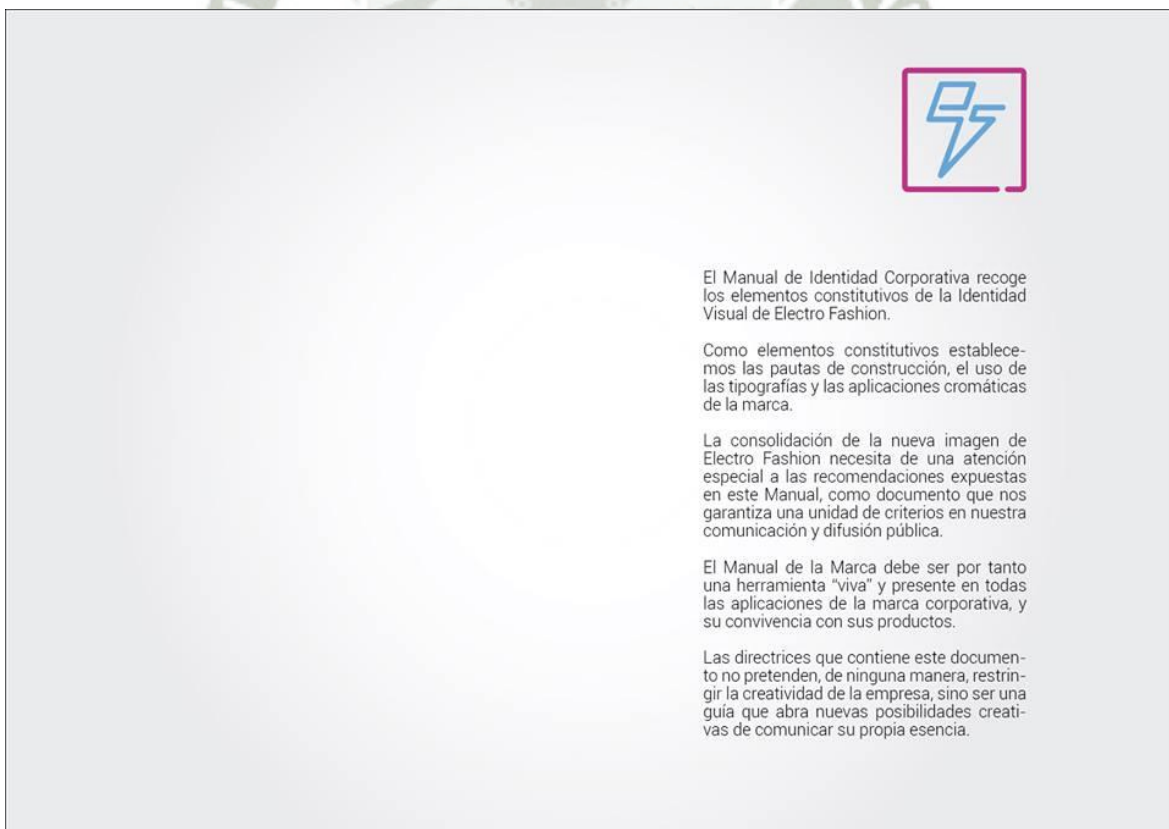 El Manual de Identidad Corporativa recoge
los elementos constitutivos de la Identidad
Visual de Electro Fashion.
Como elementos constitutivos establece-
mos las pautas de construcción, el uso de
las tipografías y las aplicaciones cromáticas
de la marca.
La consolidación de la nueva imagen de
Electro Fashion necesita de una atención
especial a las recomendaciones expuestas
en este Manual, como documento que nos
garantiza una unidad de criterios en nuestra
comunicación y difusión pública.
El Manual de la Marca debe ser por tanto
una herramienta “viva” y presente en todas
las aplicaciones de la marca corporativa, y
su convivencia con sus productos.
Las directrices que contiene este documen-
to no pretenden, de ninguna manera, restrin-
gir la creatividad de la empresa, sino ser una
guía que abra nuevas posibilidades creati-
vas de comunicar su propia esencia.